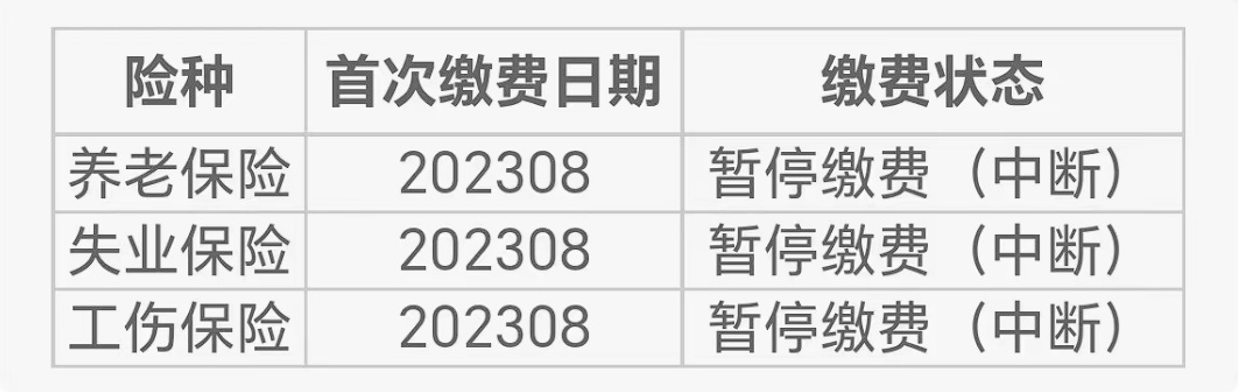 险种 首次缴费日期 缴费状态
养老保险 202308 暂停缴费（中断）
失业保险 202308 暂停缴费（中断）
工伤保险 202308 暂停缴费（中断）